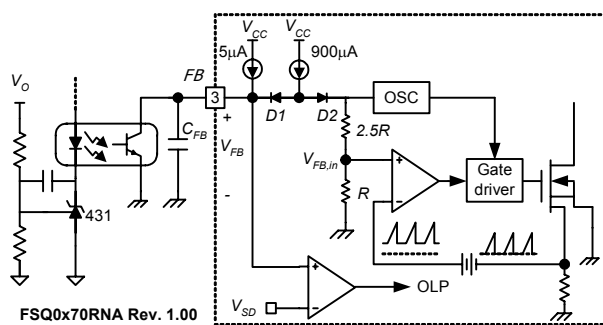 V_CC V_CC
5μA 900μA
V_O FB 3 D1 D2 OSC
+ 2.5R
C_FB V_FB V_FB,in + Gate
driver
- R -
431
+ OLP
V_SD -
FSQ0x70RNA Rev. 1.00